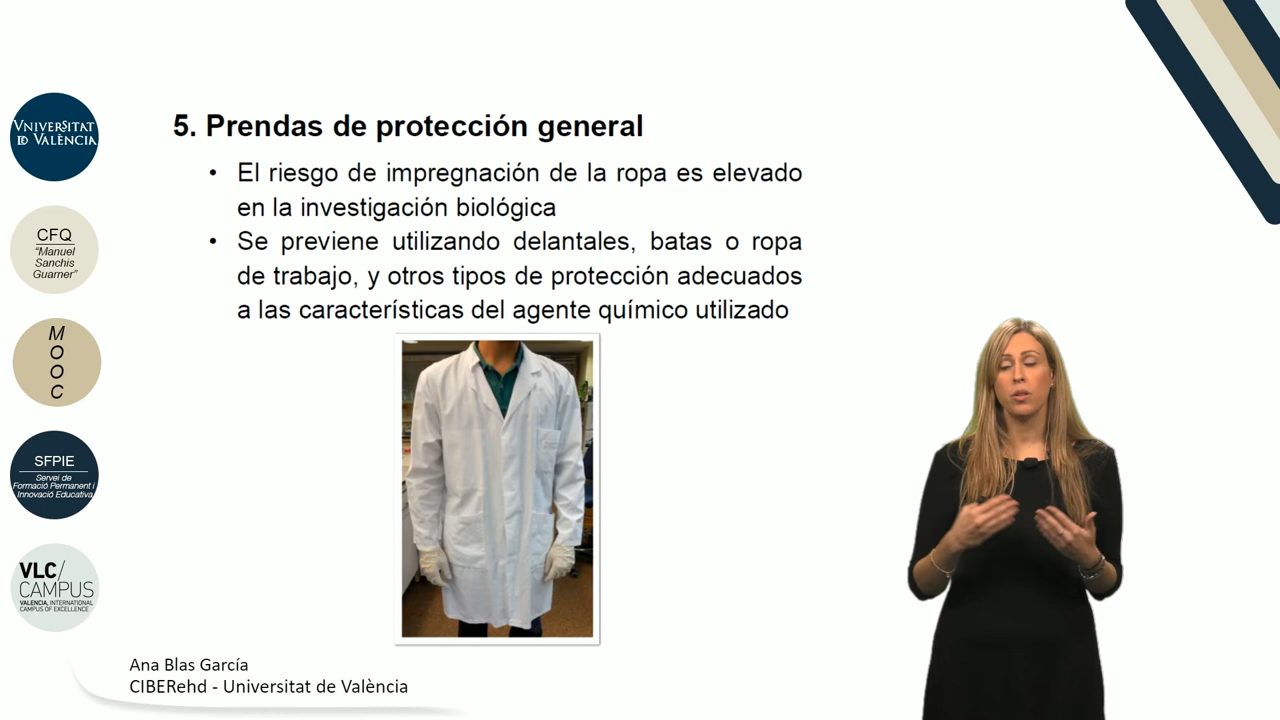 5. Prendas de protección general
• El riesgo de impregnación de la ropa es elevado
en la investigación biológica
• Se previene utilizando delantales, batas o ropa
de trabajo, y otros tipos de protección adecuados
a las características del agente químico utilizado
VNIVERSITAT
ID VALÈNCIA
CFQ
“Manuel
Sanchis
Guarner”
M
O
O
C
SFPIE
Servei de
Formació Permanent i
Innovació Educativa
VLC/
CAMPUS
VALENCIA, INTERNATIONAL
CAMPUS OF EXCELLENCE
Ana Blas García
CIBERehd - Universitat de València